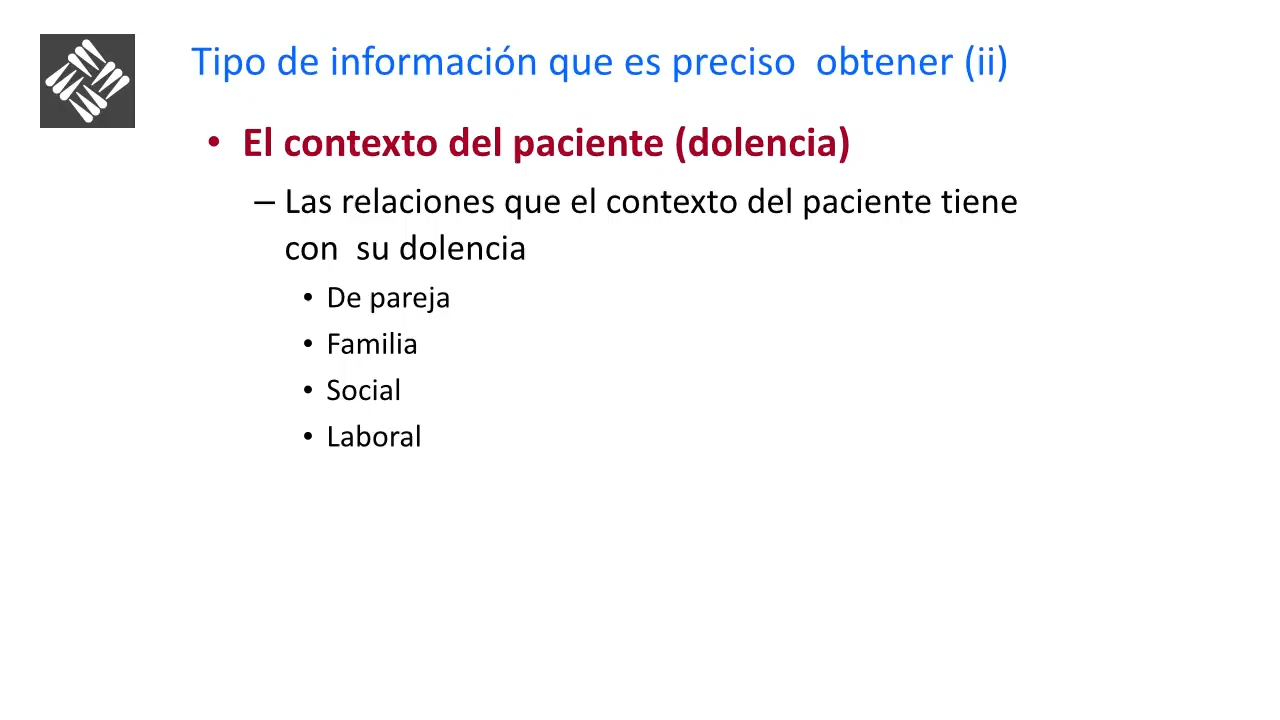 Tipo de información que es preciso  obtener (ii)
• El contexto del paciente (dolencia)
– Las relaciones que el contexto del paciente tiene
con  su dolencia
• De pareja
• Familia
• Social
• Laboral